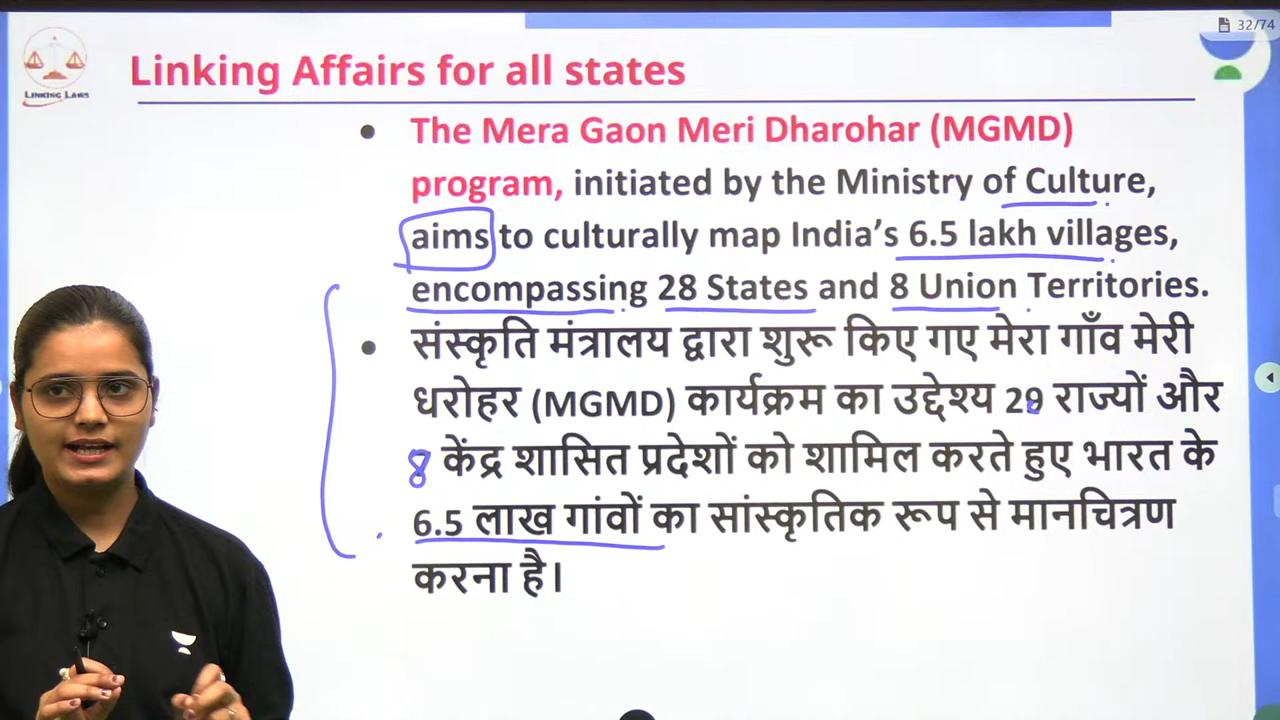 32/74
LINKING LAWS
Linking Affairs for all states
• The Mera Gaon Meri Dharohar (MGMD)
program, initiated by the Ministry of Culture,
aims to culturally map India's 6.5 lakh villages,
encompassing 28 States and 8 Union Territories.
• संस्कृति मंत्रालय द्वारा शुरू किए गए मेरा गाँव मेरी
धरोहर (MGMD) कार्यक्रम का उद्देश्य 29 राज्यों और
8 केंद्र शासित प्रदेशों को शामिल करते हुए भारत के
6.5 लाख गांवों का सांस्कृतिक रूप से मानचित्रण
करना है।